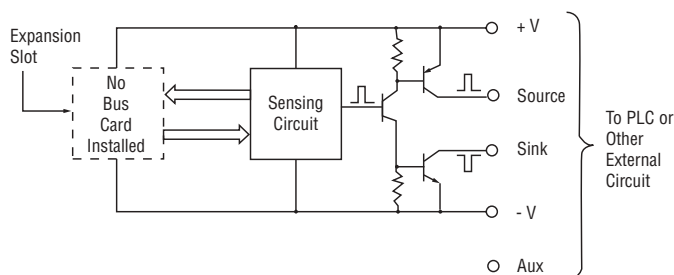 Expansion
Slot
No
Bus
Card
Installed
Sensing
Circuit
+ V
Source
Sink
- V
Aux
To PLC or
Other
External
Circuit